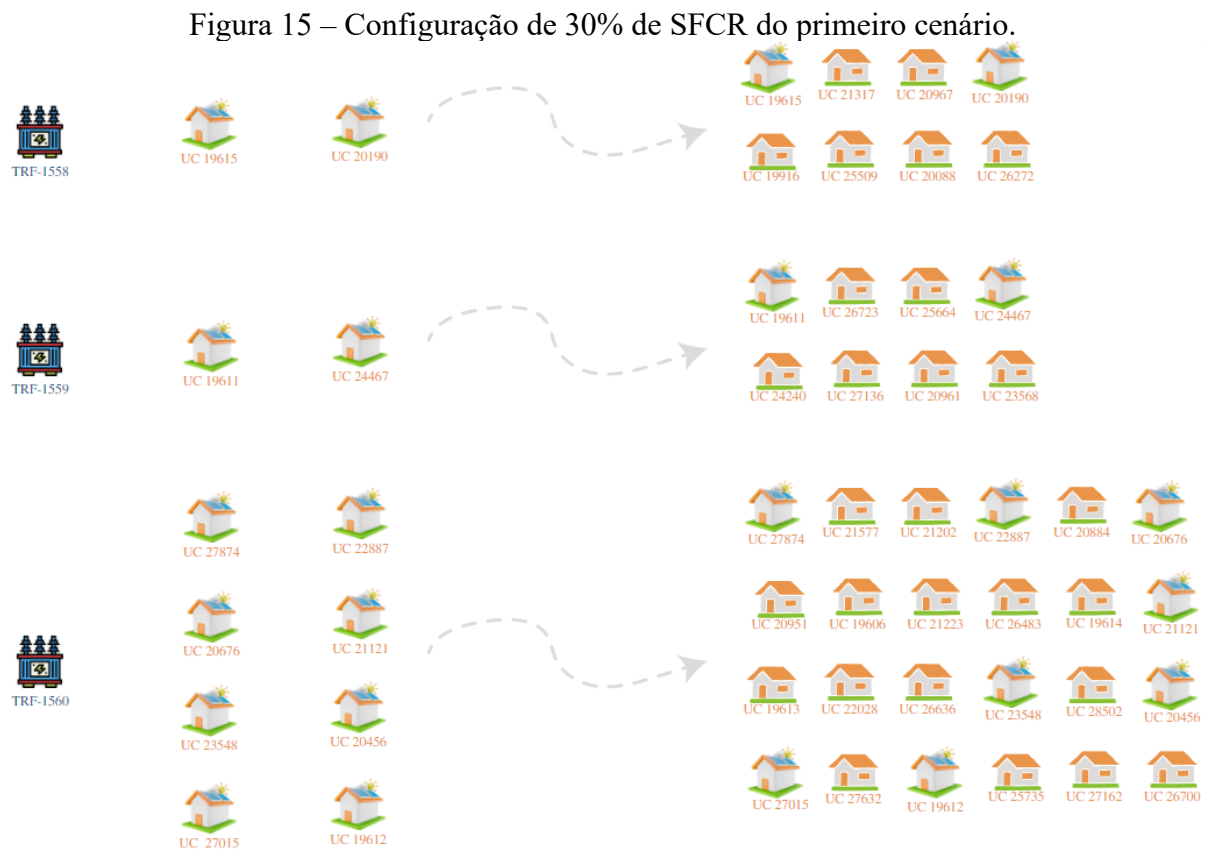 Figura 15 – Configuração de 30% de SFCR do primeiro cenário.
UC 19615 UC 21317 UC 20967 UC 20190
TRF-1558 UC 19615 UC 20190
UC 19916 UC 25509 UC 20088 UC 26272
UC 19611 UC 26723 UC 25664 UC 24467
TRF-1559 UC 19611 UC 24467
UC 24240 UC 27136 UC 20961 UC 23568
UC 27874 UC 22887
UC 27874 UC 21577 UC 21202 UC 22887 UC 20884 UC 20676
UC 20676 UC 21121
UC 20951 UC 19606 UC 21223 UC 26483 UC 19614 UC 21121
TRF-1560
UC 23548 UC 20456
UC 19613 UC 22028 UC 26636 UC 23548 UC 28502 UC 20456
UC 27015 UC 27632 UC 19612 UC 25735 UC 27162 UC 26700
UC 27015 UC 19612